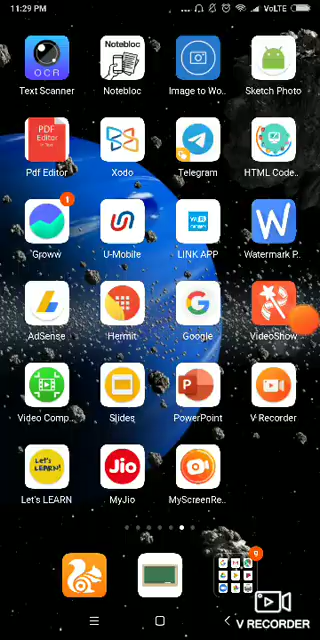 11:29 PM
... VoLTE
OCR
Notebloc
Text Scanner
Notebloc
Image to Wo..
Sketch Photo
PDF
Editor
Pdf Editor
Xodo
Telegram
HTML Code..
1
Groww
U-Mobile
LINK APP
Watermark P.
AdSense
Hermit
Google
VideoShow
Video Comp..
Slides
P
PowerPoint
V Recorder
Let's
LEARN!
Jio
Let's LEARN
MyJio
MyScreenRe..
9
V RECORDER